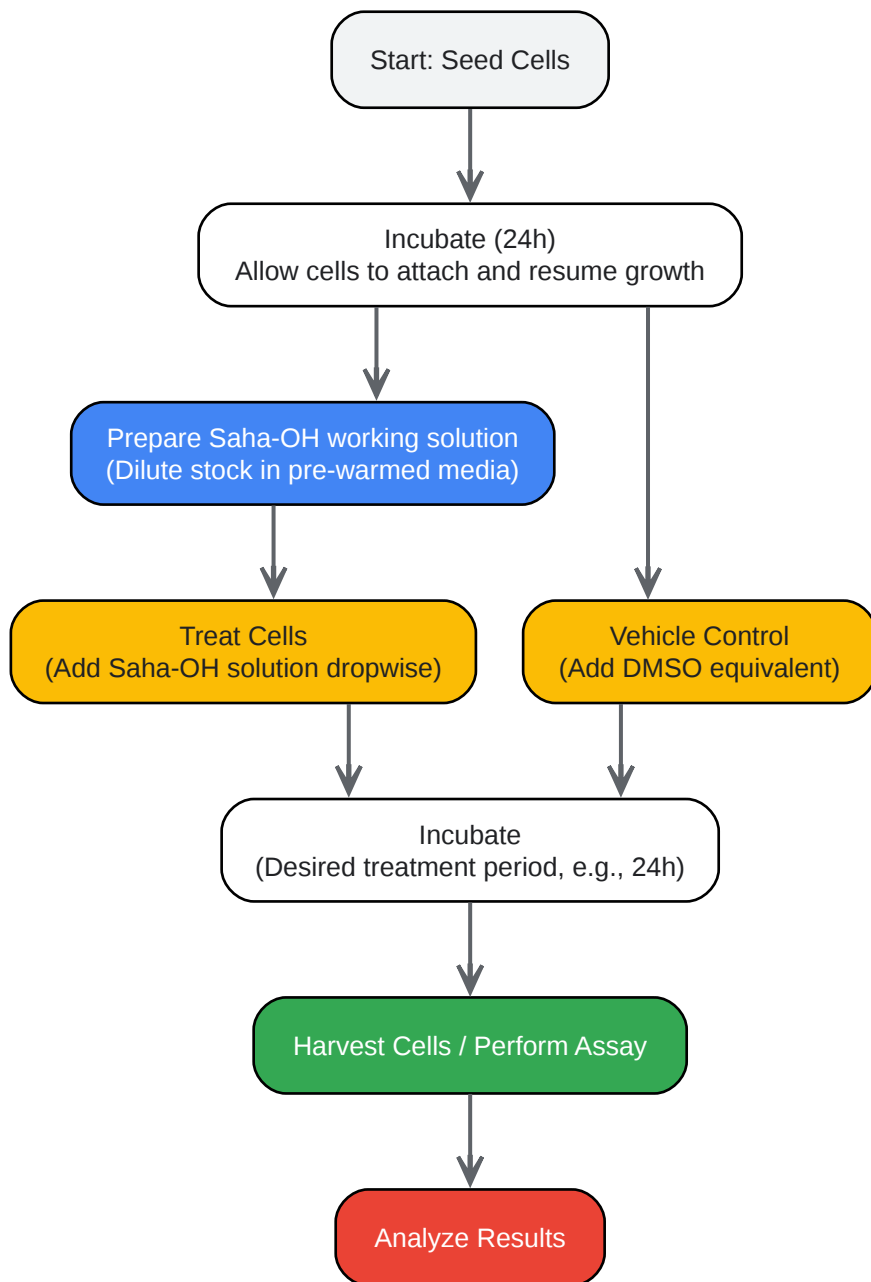 Start: Seed Cells
Incubate (24h)
Allow cells to attach and resume growth
Prepare Saha-OH working solution
(Dilute stock in pre-warmed media)
Treat Cells
(Add Saha-OH solution dropwise)
Vehicle Control
(Add DMSO equivalent)
Incubate
(Desired treatment period, e.g., 24h)
Harvest Cells / Perform Assay
Analyze Results